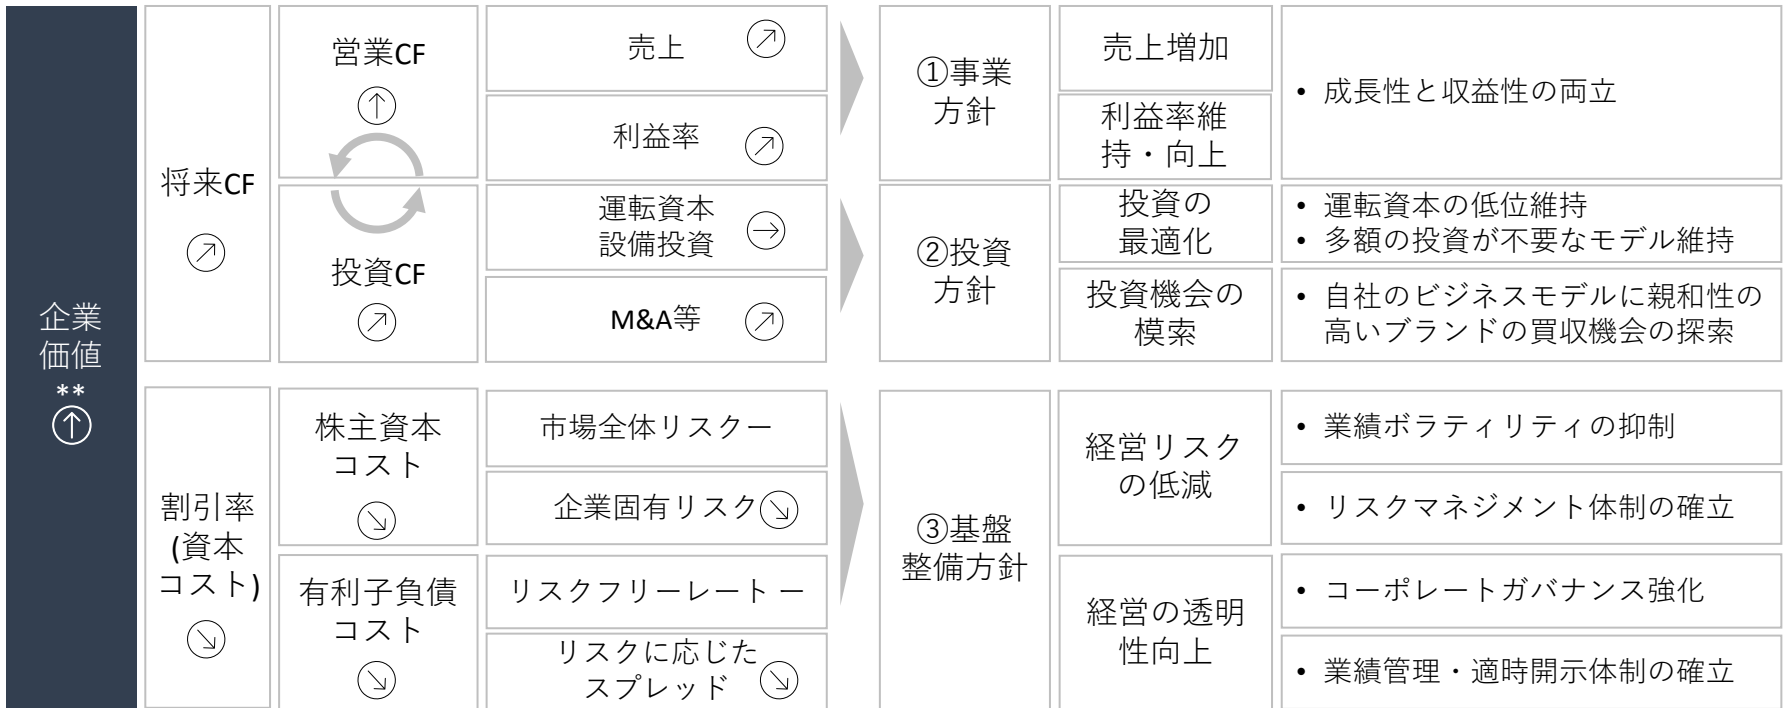 企業
価値
**
将来CF
営業CF
投資CF
売上
利益率
運転資本
設備投資
M&A等
①事業
方針
②投資
方針
売上増加
利益率維
持・向上
投資の
最適化
投資機会の
模索
• 成長性と収益性の両立
• 運転資本の低位維持
• 多額の投資が不要なモデル維持
• 自社のビジネスモデルに親和性の
高いブランドの買収機会の探索
割引率
(資本
コスト)
株主資本
コスト
有利子負債
コスト
市場全体リスクー
企業固有リスク
リスクフリーレート ー
リスクに応じた
スプレッド
③基盤
整備方針
経営リスク
の低減
経営の透明
性向上
• 業績ボラティリティの抑制
• リスクマネジメント体制の確立
• コーポレートガバナンス強化
• 業績管理・適時開示体制の確立